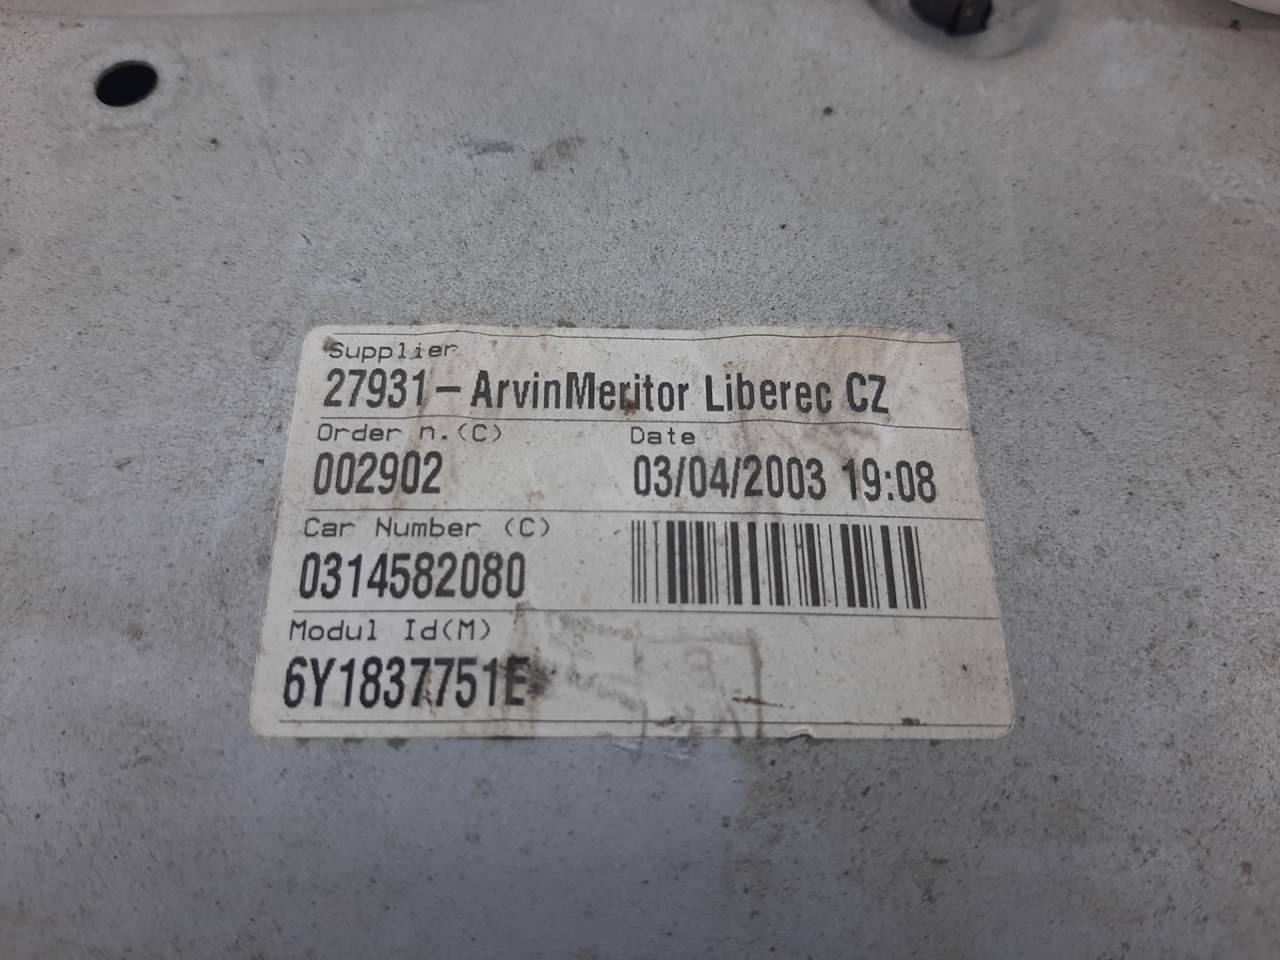 Supplier
27931-ArvinMeritor Liberec CZ
Order n.(C) Date
002902 03/04/2003 19:08
Car Number (C)
0314582080
Modul Id(M)
6Y1837751E